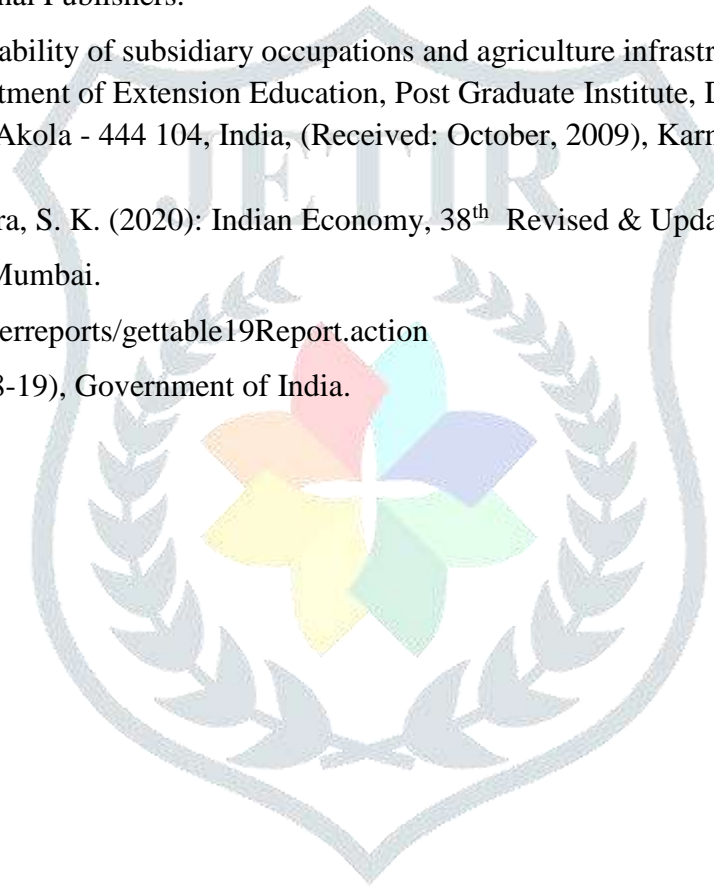 nal Publishers.
ability of subsidiary occupations and agriculture infrastr
tment of Extension Education, Post Graduate Institute, D
Akola - 444 104, India, (Received: October, 2009), Karn
ra, S. K. (2020): Indian Economy, 38th Revised & Upda
Mumbai.
erreports/gettable19Report.action
8-19), Government of India.
JETIR